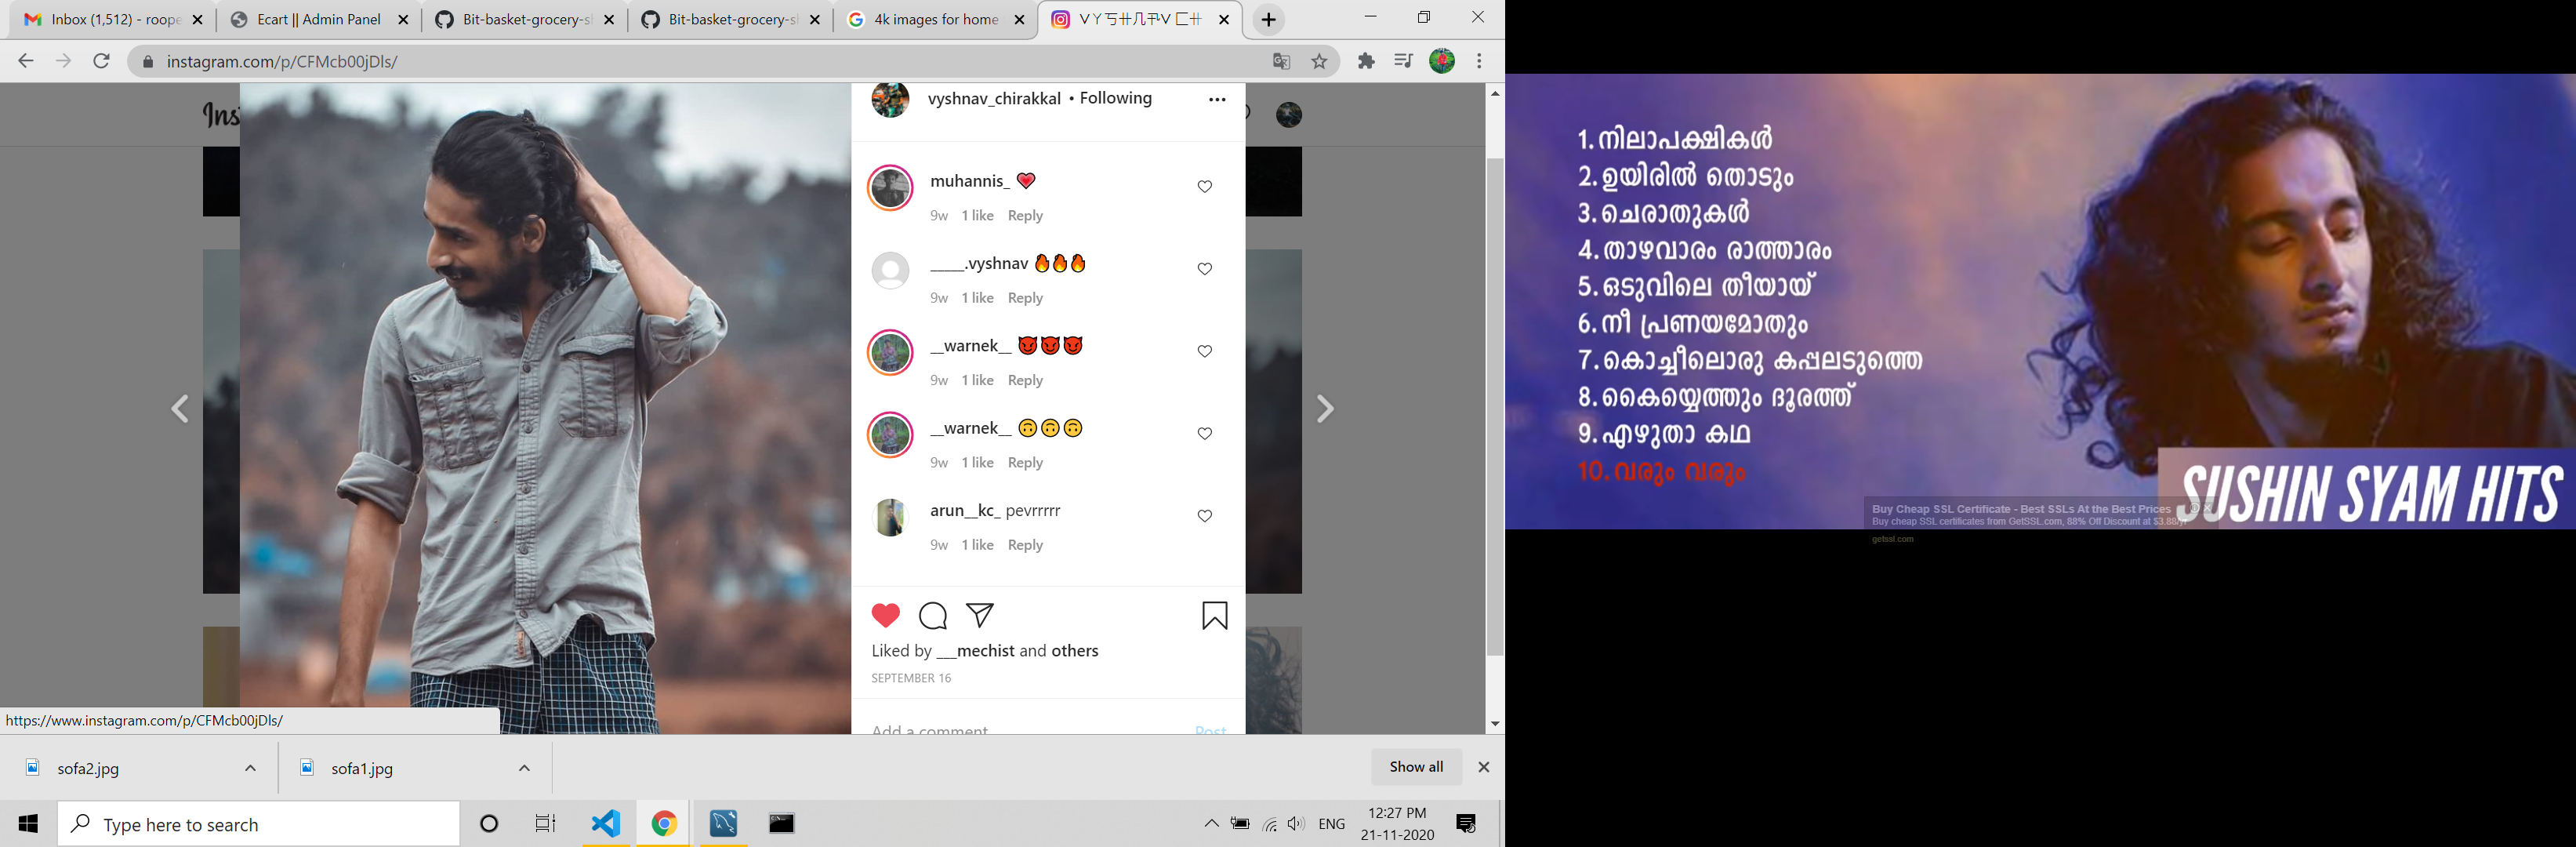 Inbox (1,512) - roope
Ecart || Admin Panel
Bit-basket-grocery-s
Bit-basket-grocery-s
4k images for home
instagram.com/p/CFMcb00jDls/
Ins
vyshnav_chirakkal • Following
muhannis_ 💗
9w 1 like Reply
_____.vyshnav 🔥🔥🔥
9w 1 like Reply
__warnek__ 😈😈😈
9w 1 like Reply
__warnek__ 🙃🙃🙃
9w 1 like Reply
arun__kc_ pevrrrrr
9w 1 like Reply
Liked by ___mechist and others
SEPTEMBER 16
Add a comment
Post
https://www.instagram.com/p/CFMcb00jDls/
sofa2.jpg
sofa1.jpg
Show all
Type here to search
ENG
12:27 PM
21-11-2020
1. നിലാപക്ഷികൾ
2. ഉയിരിൽ തൊടും
3. ചെരാതുകൾ
4. താഴവാരം രാത്താരം
5. ഒടുവിലെ തീയായ്
6. നീ പ്രണയമോതും
7. കൊച്ചീലൊരു കപ്പലടുത്തെ
8. കൈയ്യെത്തും ദൂരത്ത്
9. എഴുതാ കഥ
10. വരും വരും
SUSHIN SYAM HITS
Buy Cheap SSL Certificate - Best SSLs At the Best Prices
Buy cheap SSL certificates from GetSSL.com, 88% Off Discount at $3.88/yr
getssl.com